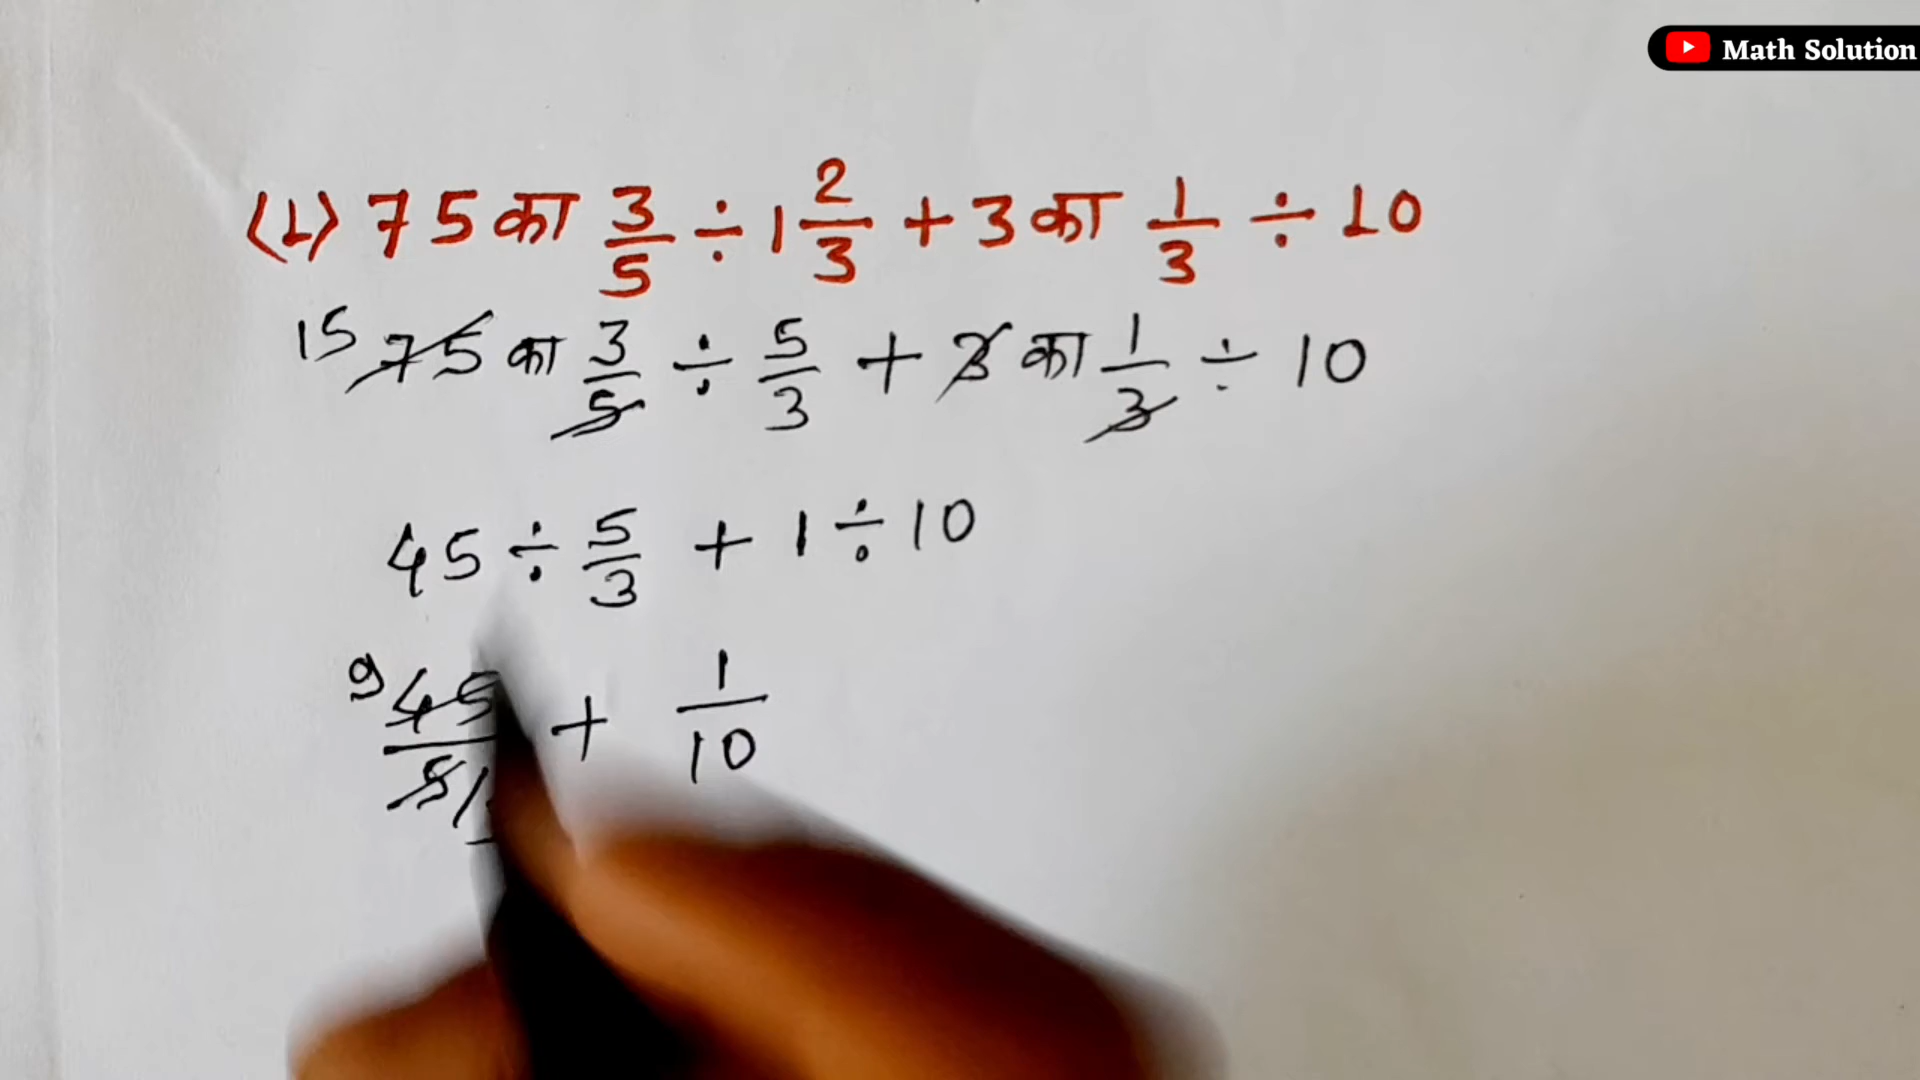 Math Solution
(1) 75 का 3/5 ÷ 1 2/3 + 3 का 1/3 ÷ 10
15 75 का 3/5 ÷ 5/3 + 3 का 1/3 ÷ 10
45 ÷ 5/3 + 1 ÷ 10
9 45/5/ + 1/10